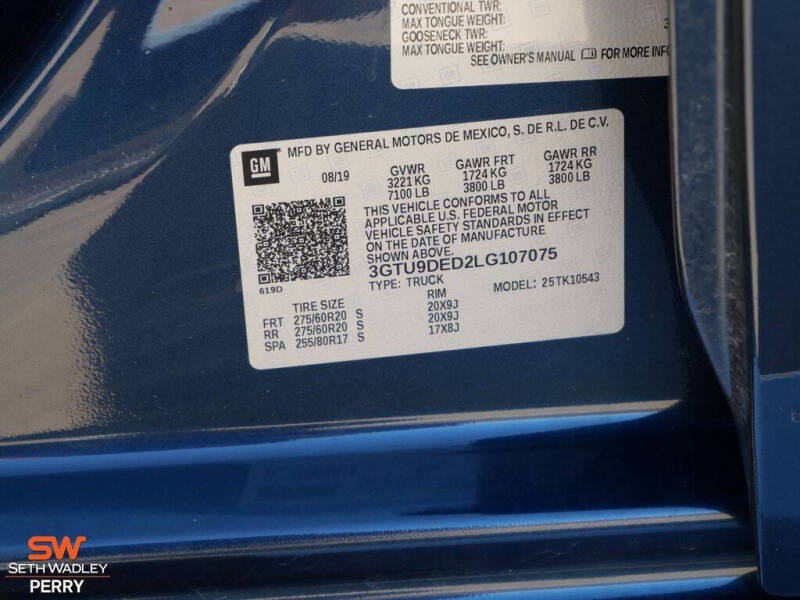 CONVENTIONAL TWR:
MAX TONGUE WEIGHT:
GOOSENECK TWR:
MAX TONGUE WEIGHT:
SEE OWNER'S MANUAL FOR MORE INFO
GM
MFD BY GENERAL MOTORS DE MEXICO, S. DE R.L. DE C.V.
08/19 GVWR GAWR FRT GAWR RR
3221 KG 1724 KG 1724 KG
7100 LB 3800 LB 3800 LB
THIS VEHICLE CONFORMS TO ALL
APPLICABLE U.S. FEDERAL MOTOR
VEHICLE SAFETY STANDARDS IN EFFECT
ON THE DATE OF MANUFACTURE
SHOWN ABOVE.
3GTU9DED2LG107075
TYPE: TRUCK MODEL: 25TK10543
619D
TIRE SIZE RIM
FRT 275/60R20 S 20X9J
RR 275/60R20 S 20X9J
SPA 255/80R17 S 17X8J
SW
SETH WADLEY
PERRY